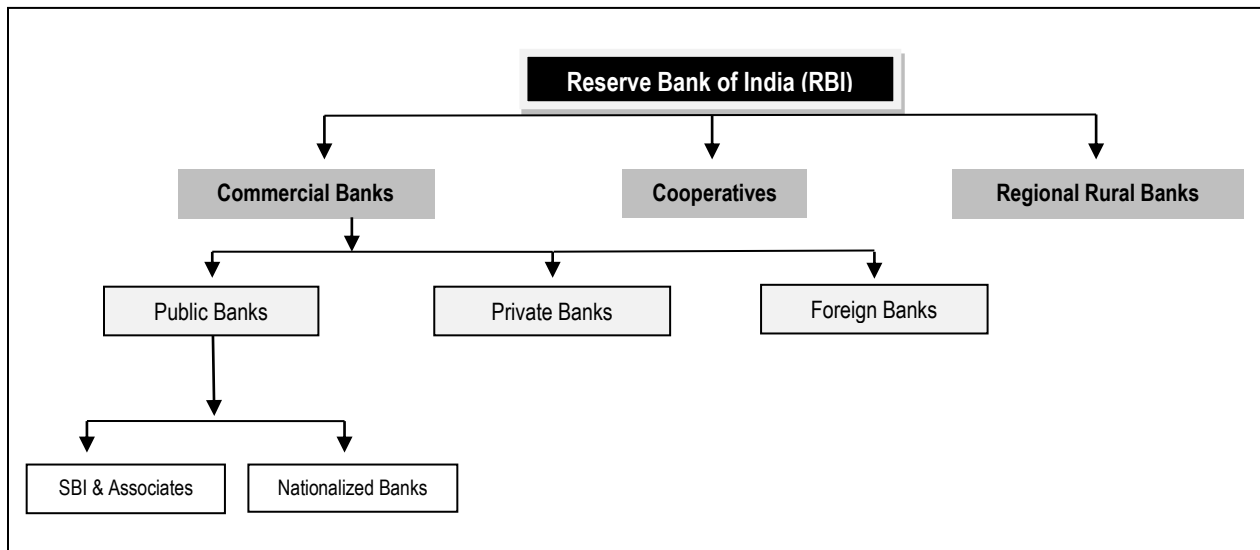 Reserve Bank of India (RBI)
Commercial Banks
Cooperatives
Regional Rural Banks
Public Banks
Private Banks
Foreign Banks
SBI & Associates
Nationalized Banks